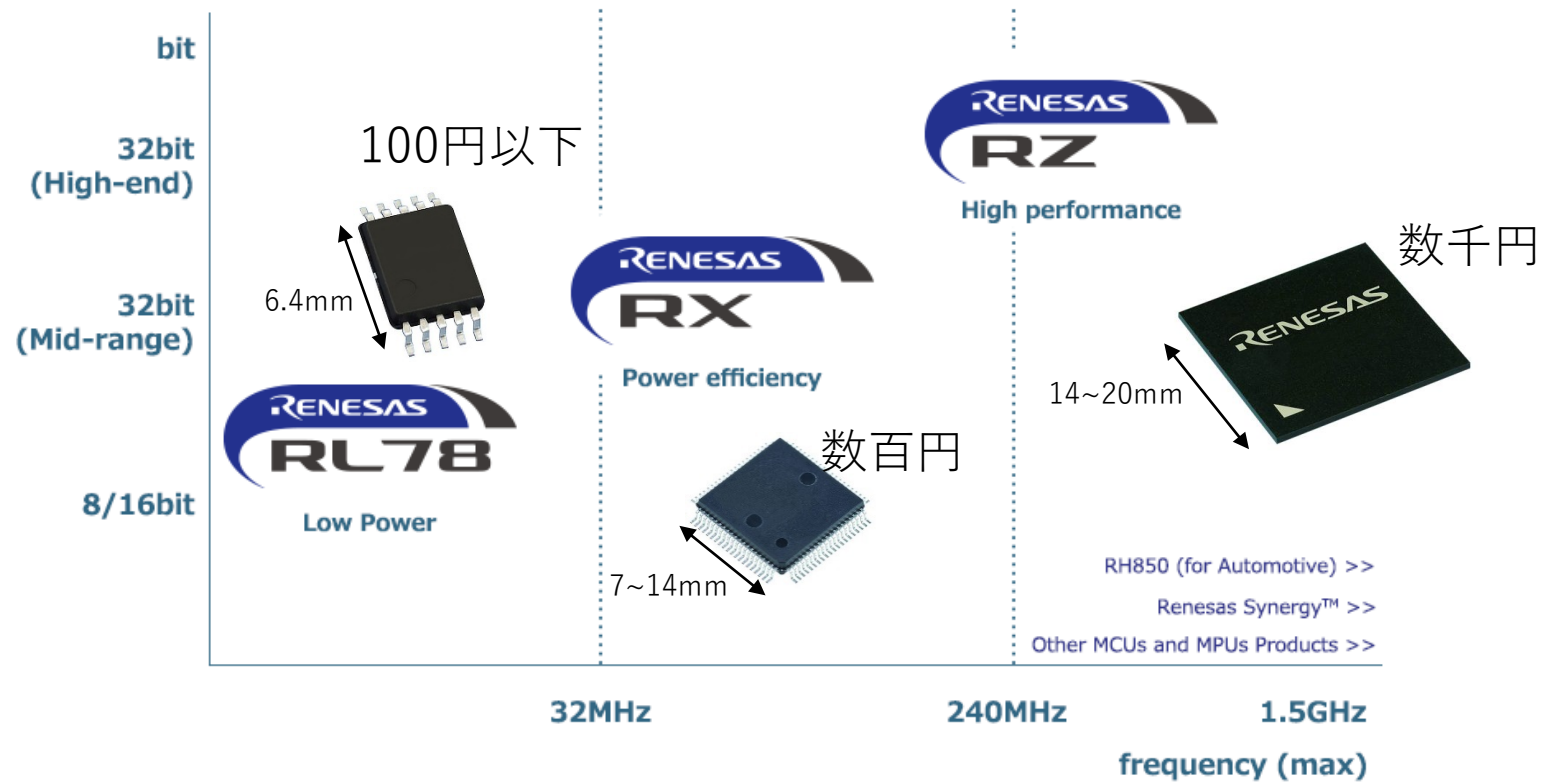 bit
32bit
(High-end)
32bit
(Mid-range)
8/16bit
100円以下
6.4mm
RENESAS
RL78
Low Power
RENESAS
RX
Power efficiency
数百円
7~14mm
RENESAS
RZ
High performance
数千円
RENESAS
14~20mm
RH850 (for Automotive) >>
Renesas Synergy™ >>
Other MCUs and MPUs Products >>
32MHz
240MHz
1.5GHz
frequency (max)